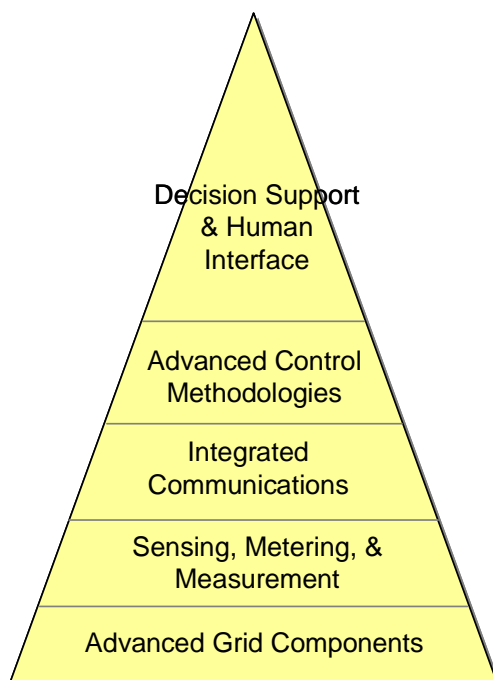 Decision Support
& Human
Interface
Advanced Control
Methodologies
Integrated
Communications
Sensing, Metering, &
Measurement
Advanced Grid Components